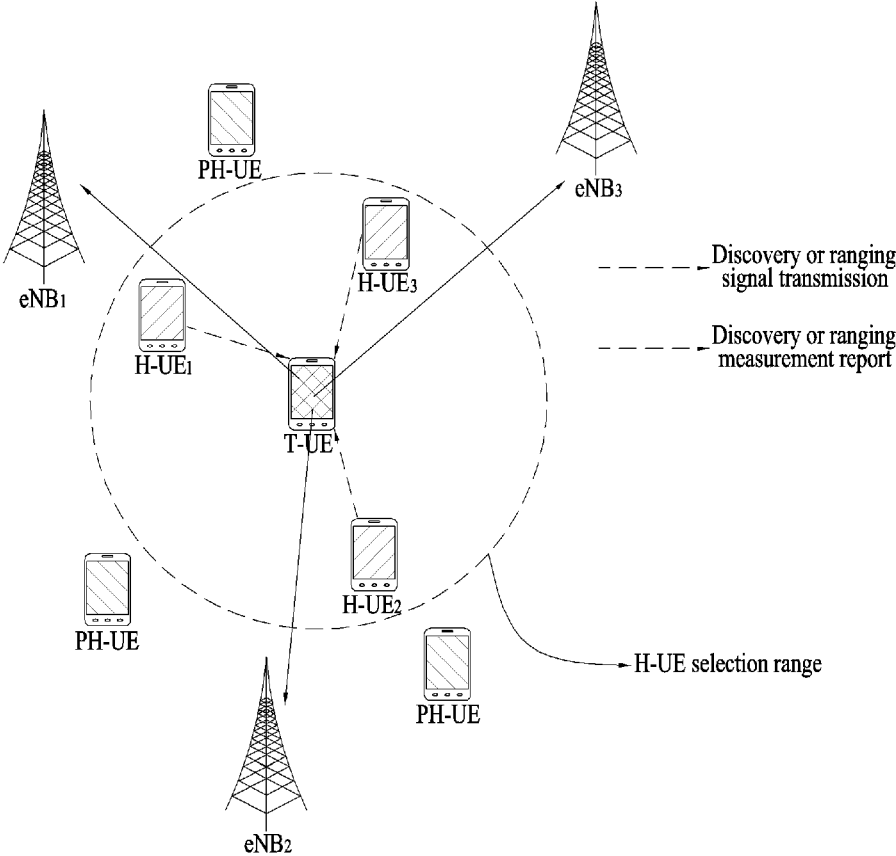 PH-UE
eNB3
eNB1
H-UE3
H-UE1
Discovery or ranging
signal transmission
Discovery or ranging
measurement report
T-UE
H-UE2
PH-UE
PH-UE
H-UE selection range
eNB2